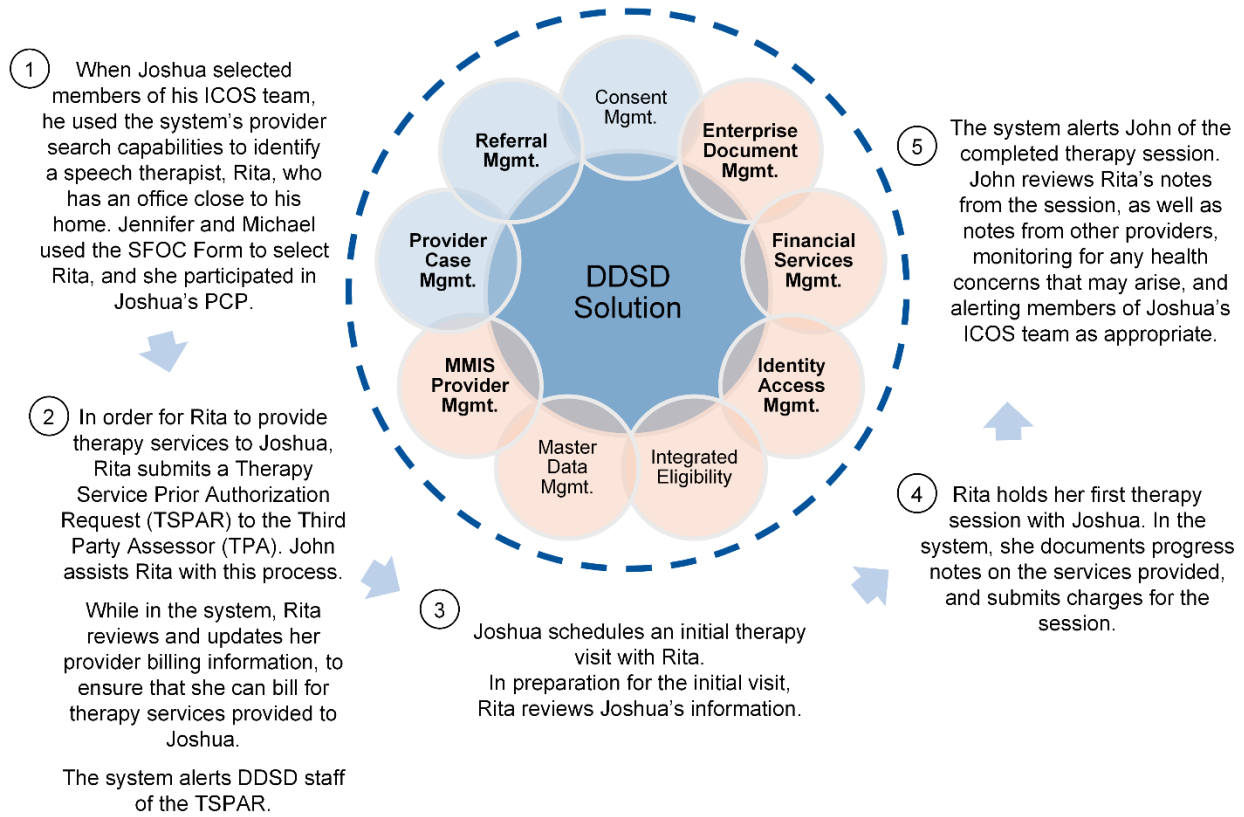 1
When Joshua selected
members of his ICOS team,
he used the system's provider
search capabilities to identify
a speech therapist, Rita, who
has an office close to his
home. Jennifer and Michael
used the SFOC Form to select
Rita, and she participated in
Joshua's PCP.
2
In order for Rita to provide
therapy services to Joshua,
Rita submits a Therapy
Service Prior Authorization
Request (TSPAR) to the Third
Party Assessor (TPA). John
assists Rita with this process.
While in the system, Rita
reviews and updates her
provider billing information, to
ensure that she can bill for
therapy services provided to
Joshua.
The system alerts DDSD staff
of the TSPAR.
3
Joshua schedules an initial therapy
visit with Rita.
In preparation for the initial visit,
Rita reviews Joshua's information.
4
Rita holds her first therapy
session with Joshua. In the
system, she documents progress
notes on the services provided,
and submits charges for the
session.
5
The system alerts John of the
completed therapy session.
John reviews Rita's notes
from the session, as well as
notes from other providers,
monitoring for any health
concerns that may arise, and
alerting members of Joshua's
ICOS team as appropriate.
DDSD
Solution
Consent
Mgmt.
Enterprise
Document
Mgmt.
Financial
Services
Mgmt.
Identity
Access
Mgmt.
Integrated
Eligibility
Master
Data
Mgmt.
MMIS
Provider
Mgmt.
Provider
Case
Mgmt.
Referral
Mgmt.